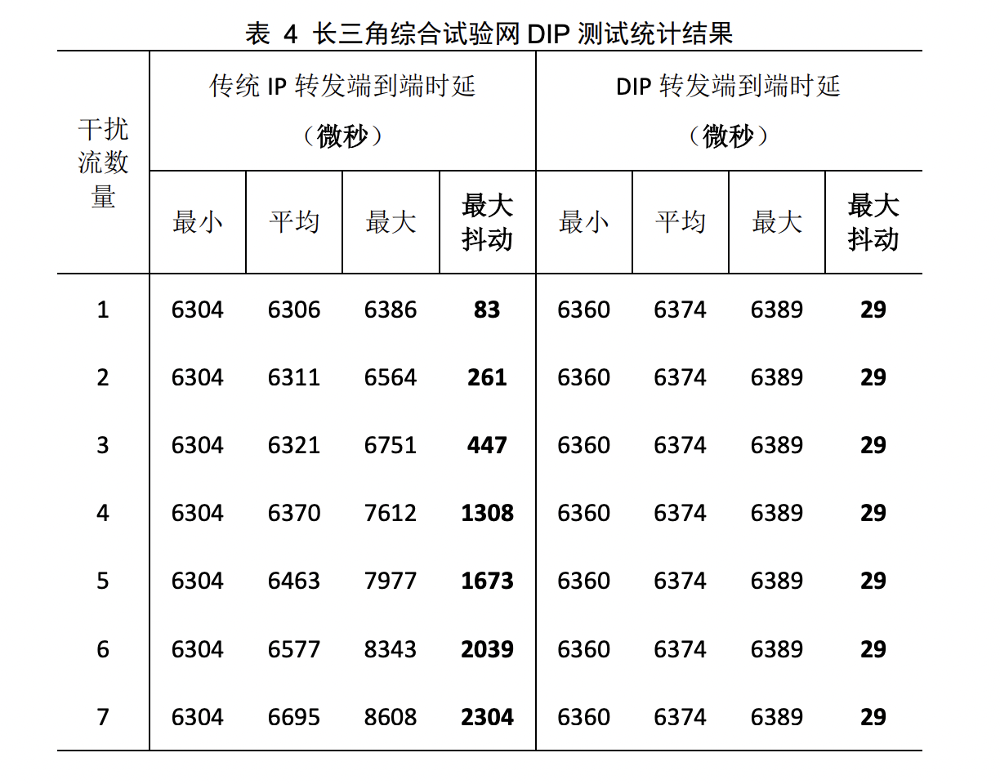 表 4 长三角综合试验网 DIP 测试统计结果
干扰
流数
量
传统 IP 转发端到端时延
（微秒）
DIP 转发端到端时延
（微秒）
最小 平均 最大 最大
抖动 最小 平均 最大 最大
抖动
1 6304 6306 6386 83 6360 6374 6389 29
2 6304 6311 6564 261 6360 6374 6389 29
3 6304 6321 6751 447 6360 6374 6389 29
4 6304 6370 7612 1308 6360 6374 6389 29
5 6304 6463 7977 1673 6360 6374 6389 29
6 6304 6577 8343 2039 6360 6374 6389 29
7 6304 6695 8608 2304 6360 6374 6389 29